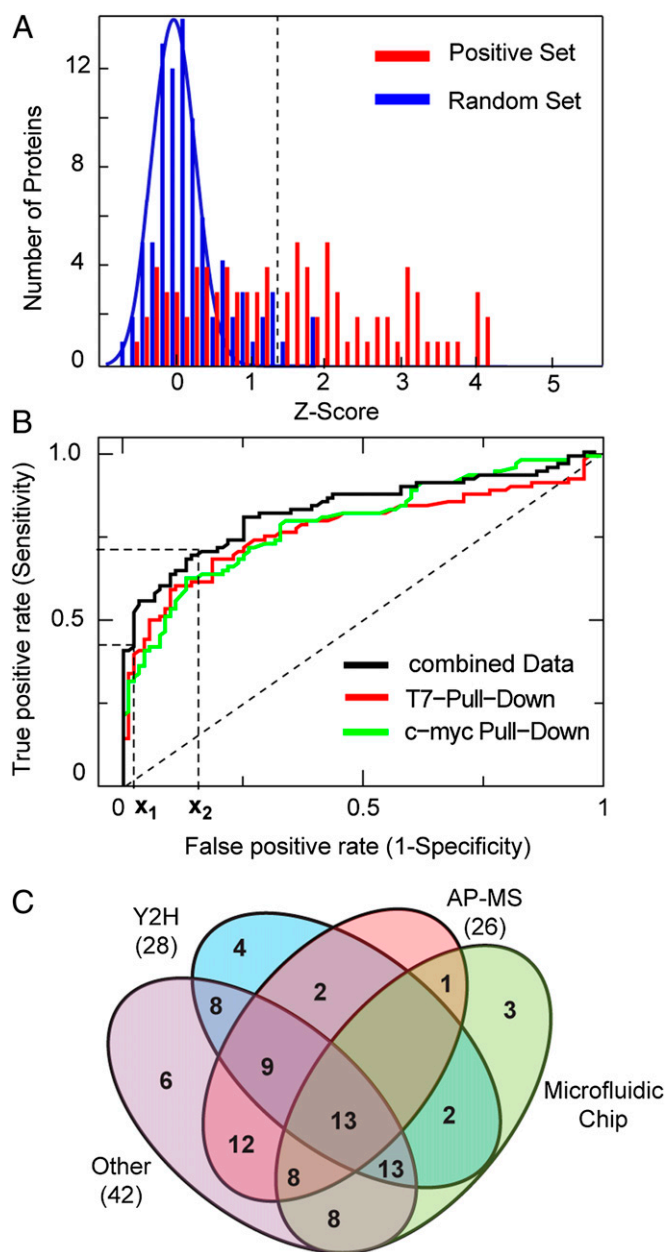 A
Number of Proteins
12
8
4
0
Positive Set
Random Set
0 1 2 3 4 5
Z-Score
B
True positive rate (Sensitivity)
1.0
0.5
0
combined Data
T7-Pull-Down
c-myc Pull-Down
0 x1 x2 0.5 1
False positive rate (1-Specificity)
C
Y2H
(28)
AP-MS
(26)
4
2
1
3
8
9
6
13
2
Microfluidic
Chip
12
8
13
Other
(42)
8